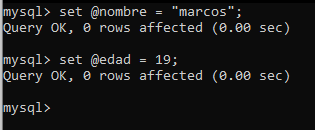 mysql> set @nombre = "marcos";
Query OK, 0 rows affected (0.00 sec)
mysql> set @edad = 19;
Query OK, 0 rows affected (0.00 sec)
mysql>